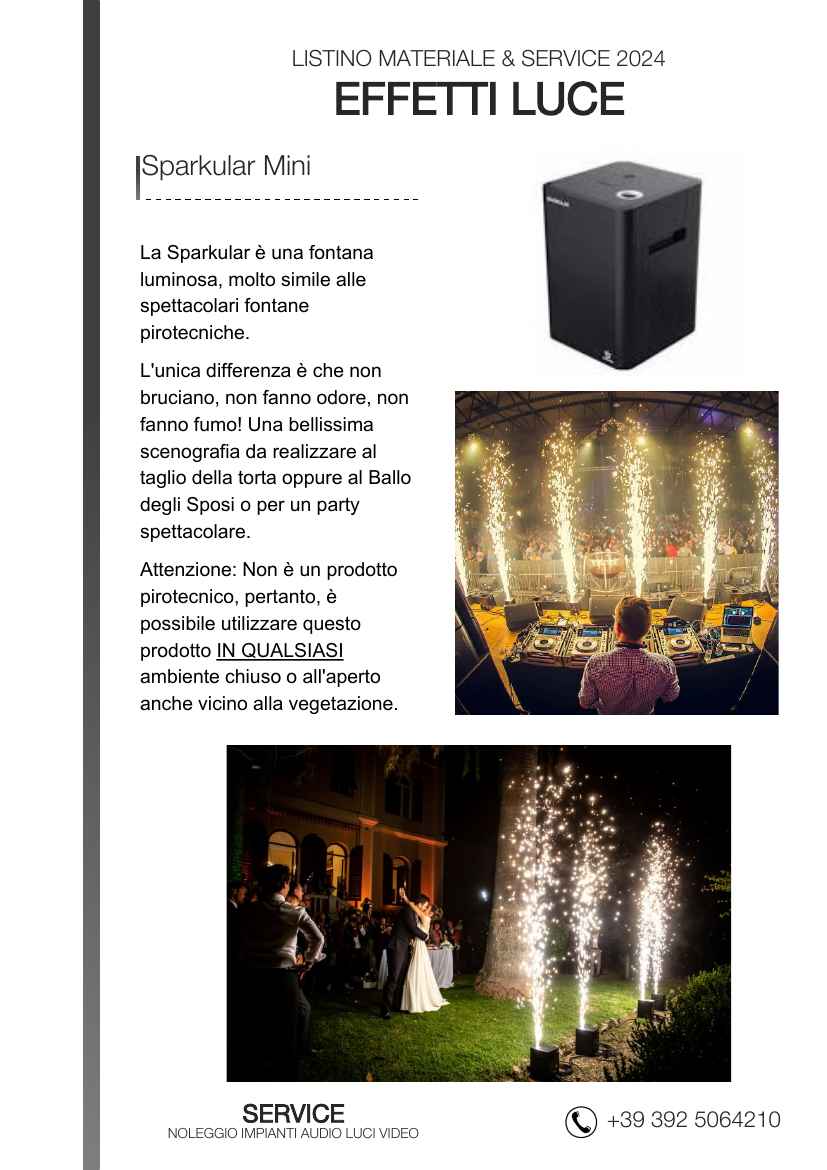 LISTINO MATERIALE & SERVICE 2024
EFFETTI LUCE
Sparkular Mini
La Sparkular è una fontana
luminosa, molto simile alle
spettacolari fontane
pirotecniche.
L'unica differenza è che non
bruciano, non fanno odore, non
fanno fumo! Una bellissima
scenografia da realizzare al
taglio della torta oppure al Ballo
degli Sposi o per un party
spettacolare.
Attenzione: Non è un prodotto
pirotecnico, pertanto, è
possibile utilizzare questo
prodotto IN QUALSIASI
ambiente chiuso o all'aperto
anche vicino alla vegetazione.
SERVICE
NOLEGGIO IMPIANTI AUDIO LUCI VIDEO
+39 392 5064210